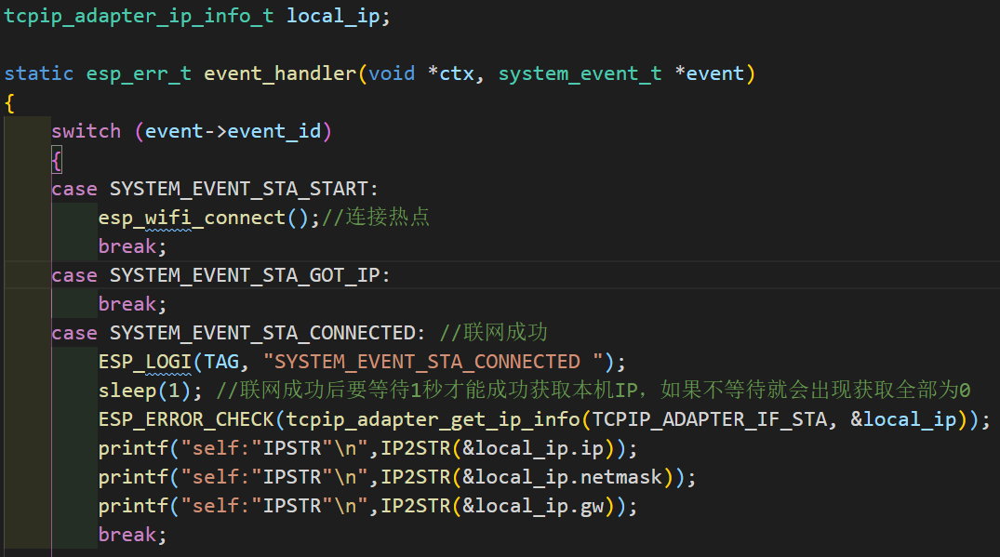 tcpip_adapter_ip_info_t local_ip;
static esp_err_t event_handler(void *ctx, system_event_t *event)
{
switch (event->event_id)
{
case SYSTEM_EVENT_STA_START:
esp_wifi_connect();//连接热点
break;
case SYSTEM_EVENT_STA_GOT_IP:
break;
case SYSTEM_EVENT_STA_CONNECTED: //联网成功
ESP_LOGI(TAG, "SYSTEM_EVENT_STA_CONNECTED ");
sleep(1); //联网成功后要等待1秒才能成功获取本机IP，如果不等待就会出现获取全部为0
ESP_ERROR_CHECK(tcpip_adapter_get_ip_info(TCPIP_ADAPTER_IF_STA, &local_ip));
printf("self:"IPSTR"\n",IP2STR(&local_ip.ip));
printf("self:"IPSTR"\n",IP2STR(&local_ip.netmask));
printf("self:"IPSTR"\n",IP2STR(&local_ip.gw));
break;